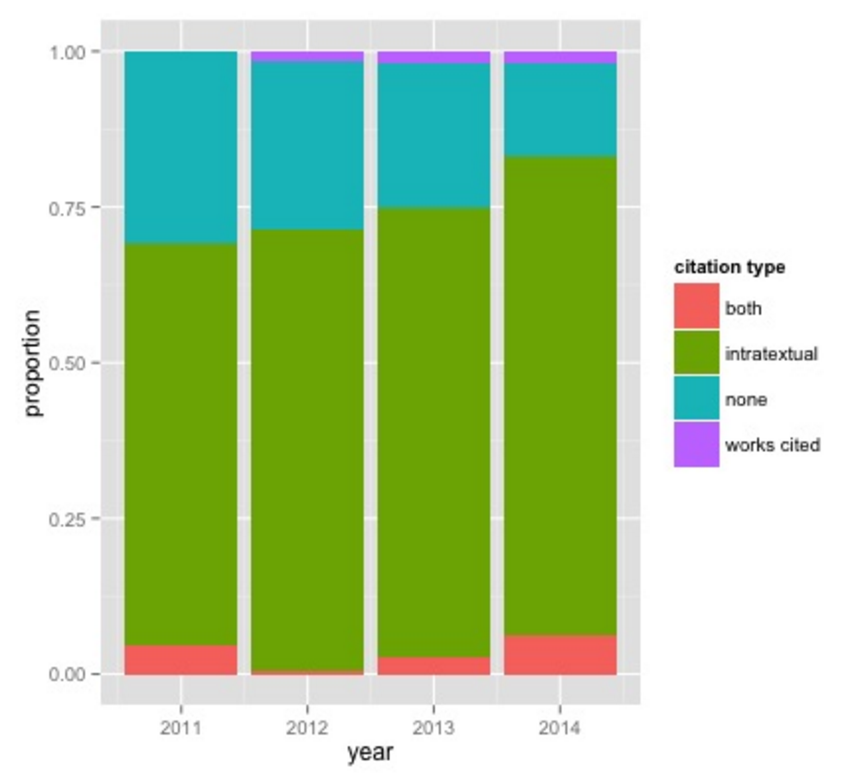 1.00
0.75
0.50
0.25
0.00
proportion
2011 2012 2013 2014
year
citation type
both
intratextual
none
works cited